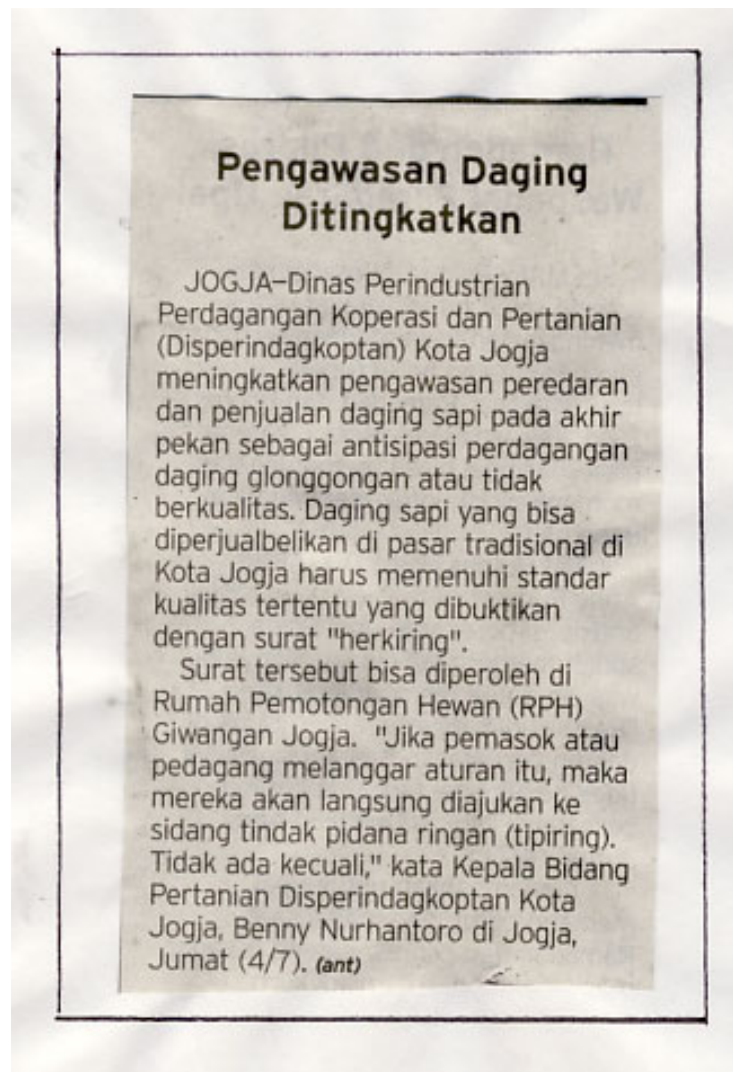 Pengawasan Daging
Ditingkatkan
JOGJA–Dinas Perindustrian
Perdagangan Koperasi dan Pertanian
(Disperindagkoptan) Kota Jogja
meningkatkan pengawasan peredaran
dan penjualan daging sapi pada akhir
pekan sebagai antisipasi perdagangan
daging glonggongan atau tidak
berkualitas. Daging sapi yang bisa
diperjualbelikan di pasar tradisional di
Kota Jogja harus memenuhi standar
kualitas tertentu yang dibuktikan
dengan surat "herkiring".
Surat tersebut bisa diperoleh di
Rumah Pemotongan Hewan (RPH)
Giwangan Jogja. "Jika pemasok atau
pedagang melanggar aturan itu, maka
mereka akan langsung diajukan ke
sidang tindak pidana ringan (tipiring).
Tidak ada kecuali," kata Kepala Bidang
Pertanian Disperindagkoptan Kota
Jogja, Benny Nurhantoro di Jogja,
Jumat (4/7). (ant)